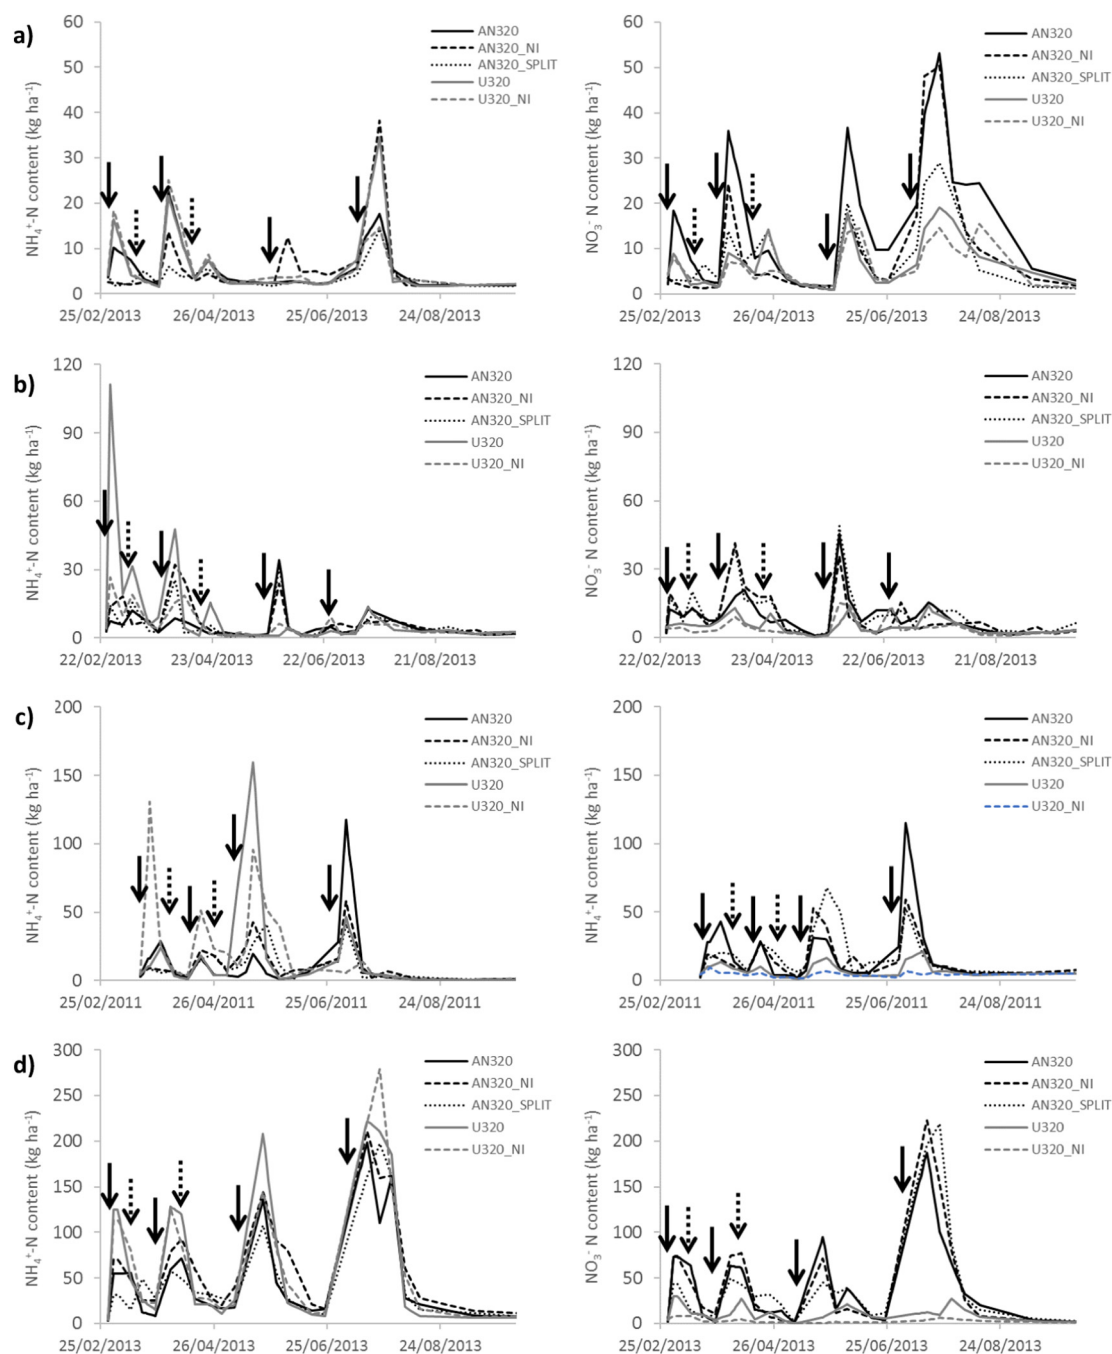 a)
60
50
40
30
20
10
0
NH₄⁺-N content (kg ha⁻¹)
AN320
AN320_NI
AN320_SPLIT
U320
U320_NI
25/02/2013 26/04/2013 25/06/2013 24/08/2013
60
50
40
30
20
10
0
NO₃⁻ N content (kg ha⁻¹)
AN320
AN320_NI
AN320_SPLIT
U320
U320_NI
25/02/2013 26/04/2013 25/06/2013 24/08/2013
b)
120
90
60
30
0
NH₄⁺-N content (kg ha⁻¹)
AN320
AN320_NI
AN320_SPLIT
U320
U320_NI
22/02/2013 23/04/2013 22/06/2013 21/08/2013
120
90
60
30
0
NO₃⁻ N content (kg ha⁻¹)
AN320
AN320_NI
AN320_SPLIT
U320
U320_NI
22/02/2013 23/04/2013 22/06/2013 21/08/2013
c)
200
150
100
50
0
NH₄⁺-N content (kg ha⁻¹)
AN320
AN320_NI
AN320_SPLIT
U320
U320_NI
25/02/2011 26/04/2011 25/06/2011 24/08/2011
200
150
100
50
0
NH₄⁺-N content (kg ha⁻¹)
AN320
AN320_NI
AN320_SPLIT
U320
U320_NI
25/02/2011 26/04/2011 25/06/2011 24/08/2011
d)
300
250
200
150
100
50
0
NH₄⁺-N content (kg ha⁻¹)
AN320
AN320_NI
AN320_SPLIT
U320
U320_NI
25/02/2013 26/04/2013 25/06/2013 24/08/2013
300
250
200
150
100
50
0
NO₃⁻ N content (kg ha⁻¹)
AN320
AN320_NI
AN320_SPLIT
U320
U320_NI
25/02/2013 26/04/2013 25/06/2013 24/08/2013